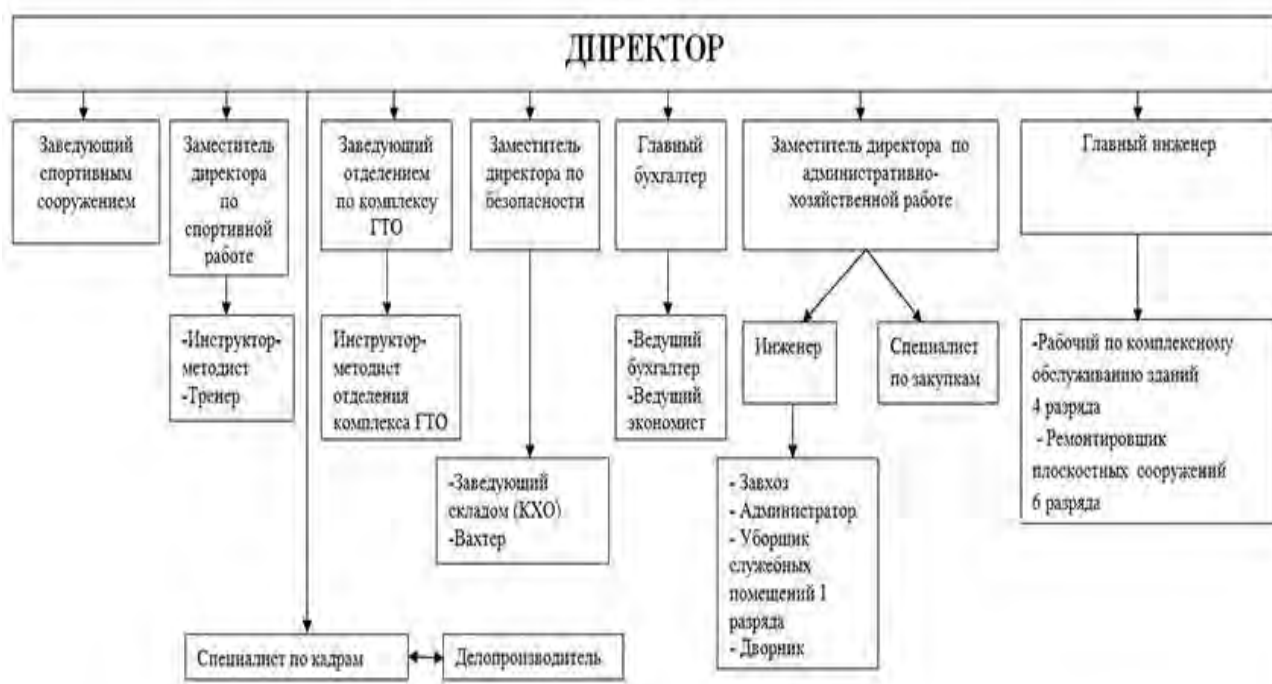 ДИРЕКТОР
Заведующий
спортивным
сооружением
Заместитель
директора
по
спортивной
работе
Заведующий
отделением
по комплексу
ГТО
Заместитель
директора по
безопасности
Главный
бухгалтер
Заместитель директора по
административно-
хозяйственной работе
Главный инженер
-Инструктор-
методист
-Тренер
Инструктор-
методист
отделения
комплекса ГТО
-Ведущий
бухгалтер
-Ведущий
экономист
Инженер
Специалист
по закупкам
-Рабочий по комплексному
обслуживанию зданий
4 разряда
- Ремонтировщик
плоскостных сооружений
6 разряда
-Заведующий
складом (КХО)
-Вахтер
- Завхоз
- Администратор
- Уборщик
служебных
помещений 1
разряда
- Дворник
Специалист по кадрам
Делопроизводитель